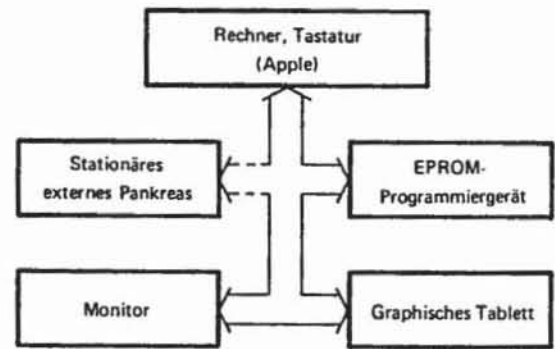 Rechner, Tastatur
(Apple)
Stationäres
externes Pankreas
EPROM-
Programmiergerät
Monitor
Graphisches Tablett